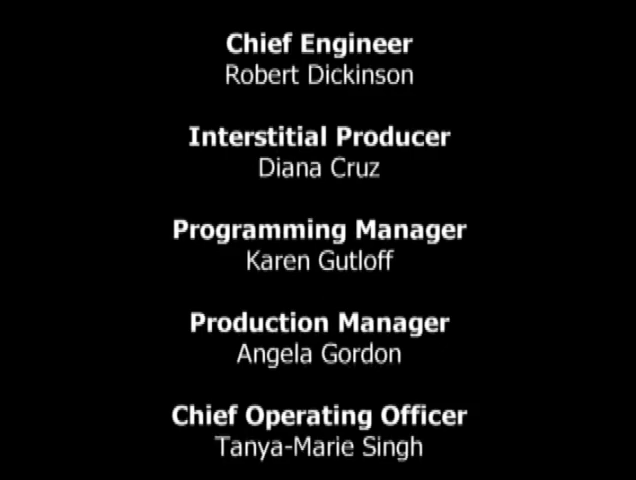 Chief Engineer
Robert Dickinson
Interstitial Producer
Diana Cruz
Programming Manager
Karen Gutloff
Production Manager
Angela Gordon
Chief Operating Officer
Tanya-Marie Singh